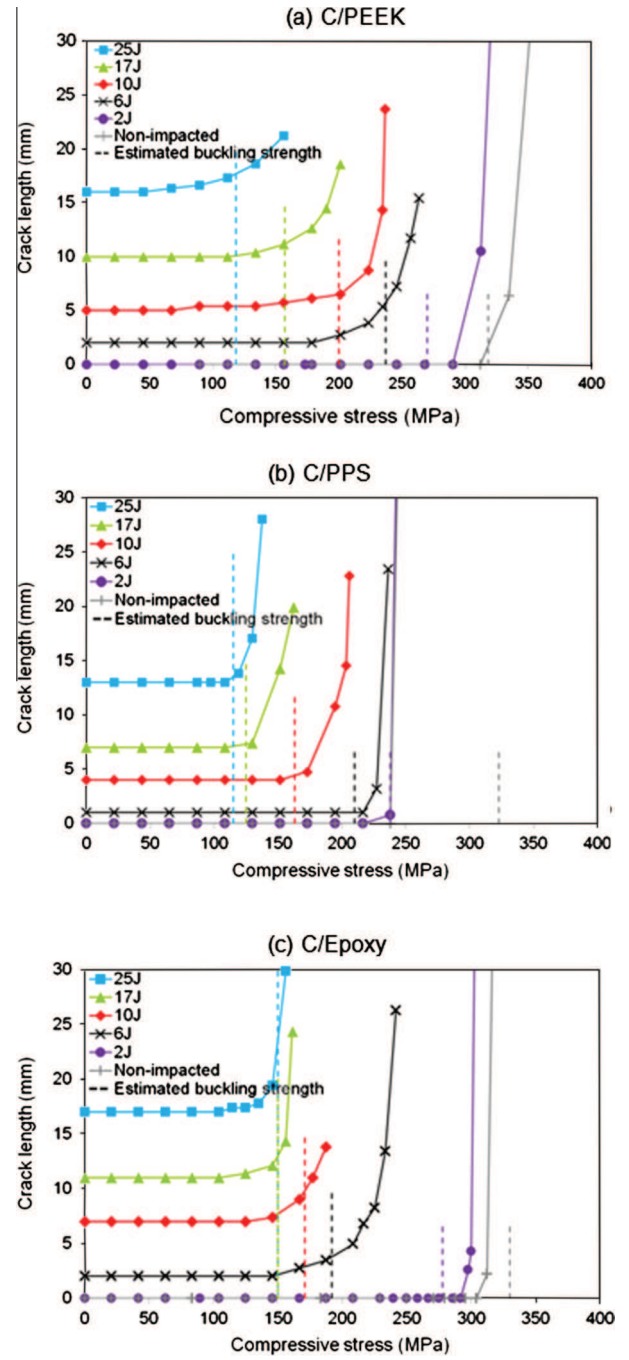 (a) C/PEEK
30
25
20
15
10
5
0
Crack length (mm)
25J
17J
10J
6J
2J
Non-impacted
Estimated buckling strength
0 50 100 150 200 250 300 350 400
Compressive stress (MPa)
(b) C/PPS
30
25
20
15
10
5
0
Crack length (mm)
25J
17J
10J
6J
2J
Non-impacted
Estimated buckling strength
0 50 100 150 200 250 300 350 400
Compressive stress (MPa)
(c) C/Epoxy
30
25
20
15
10
5
0
Crack length (mm)
25J
17J
10J
6J
2J
Non-impacted
Estimated buckling strength
0 50 100 150 200 250 300 350 400
Compressive stress (MPa)